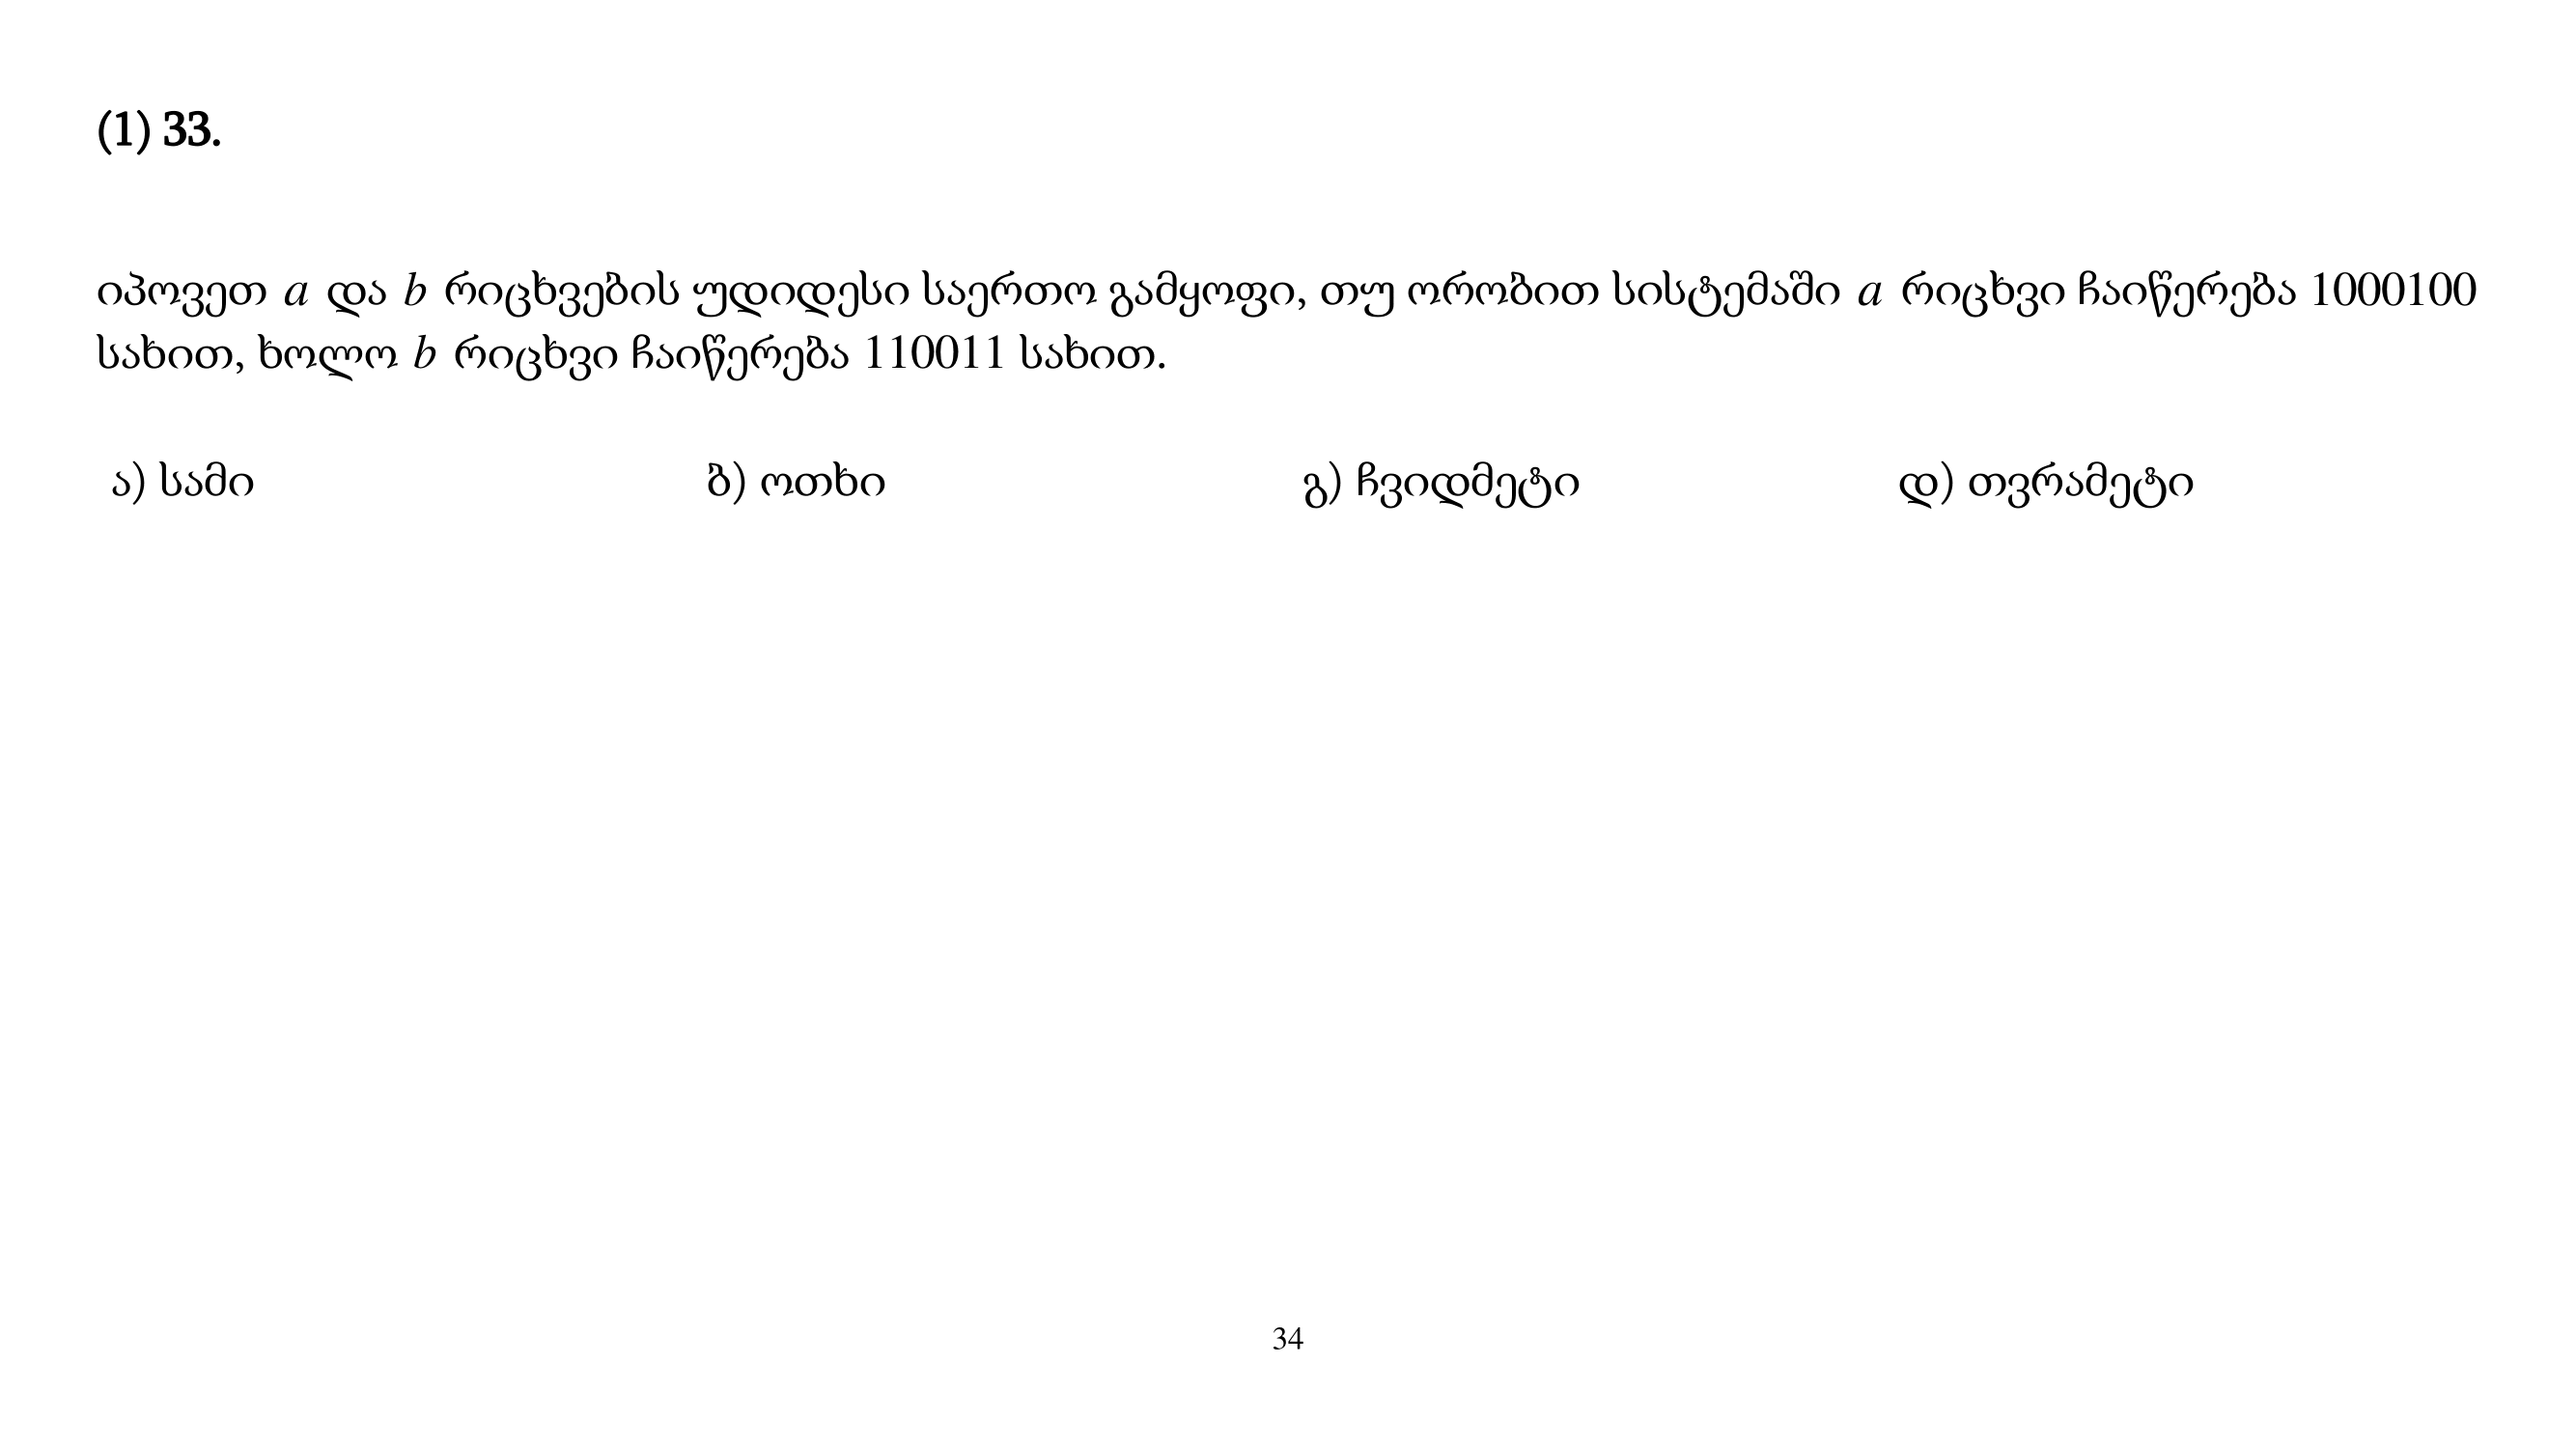 (1) 33.
იპოვეთ a და b რიცხვების უდიდესი საერთო გამყოფი, თუ ორობით სისტემაში a რიცხვი ჩაიწერება 1000100
სახით, ხოლო b რიცხვი ჩაიწერება 110011 სახით.
ა) სამი ბ) ოთხი გ) ჩვიდმეტი დ) თვრამეტი
34